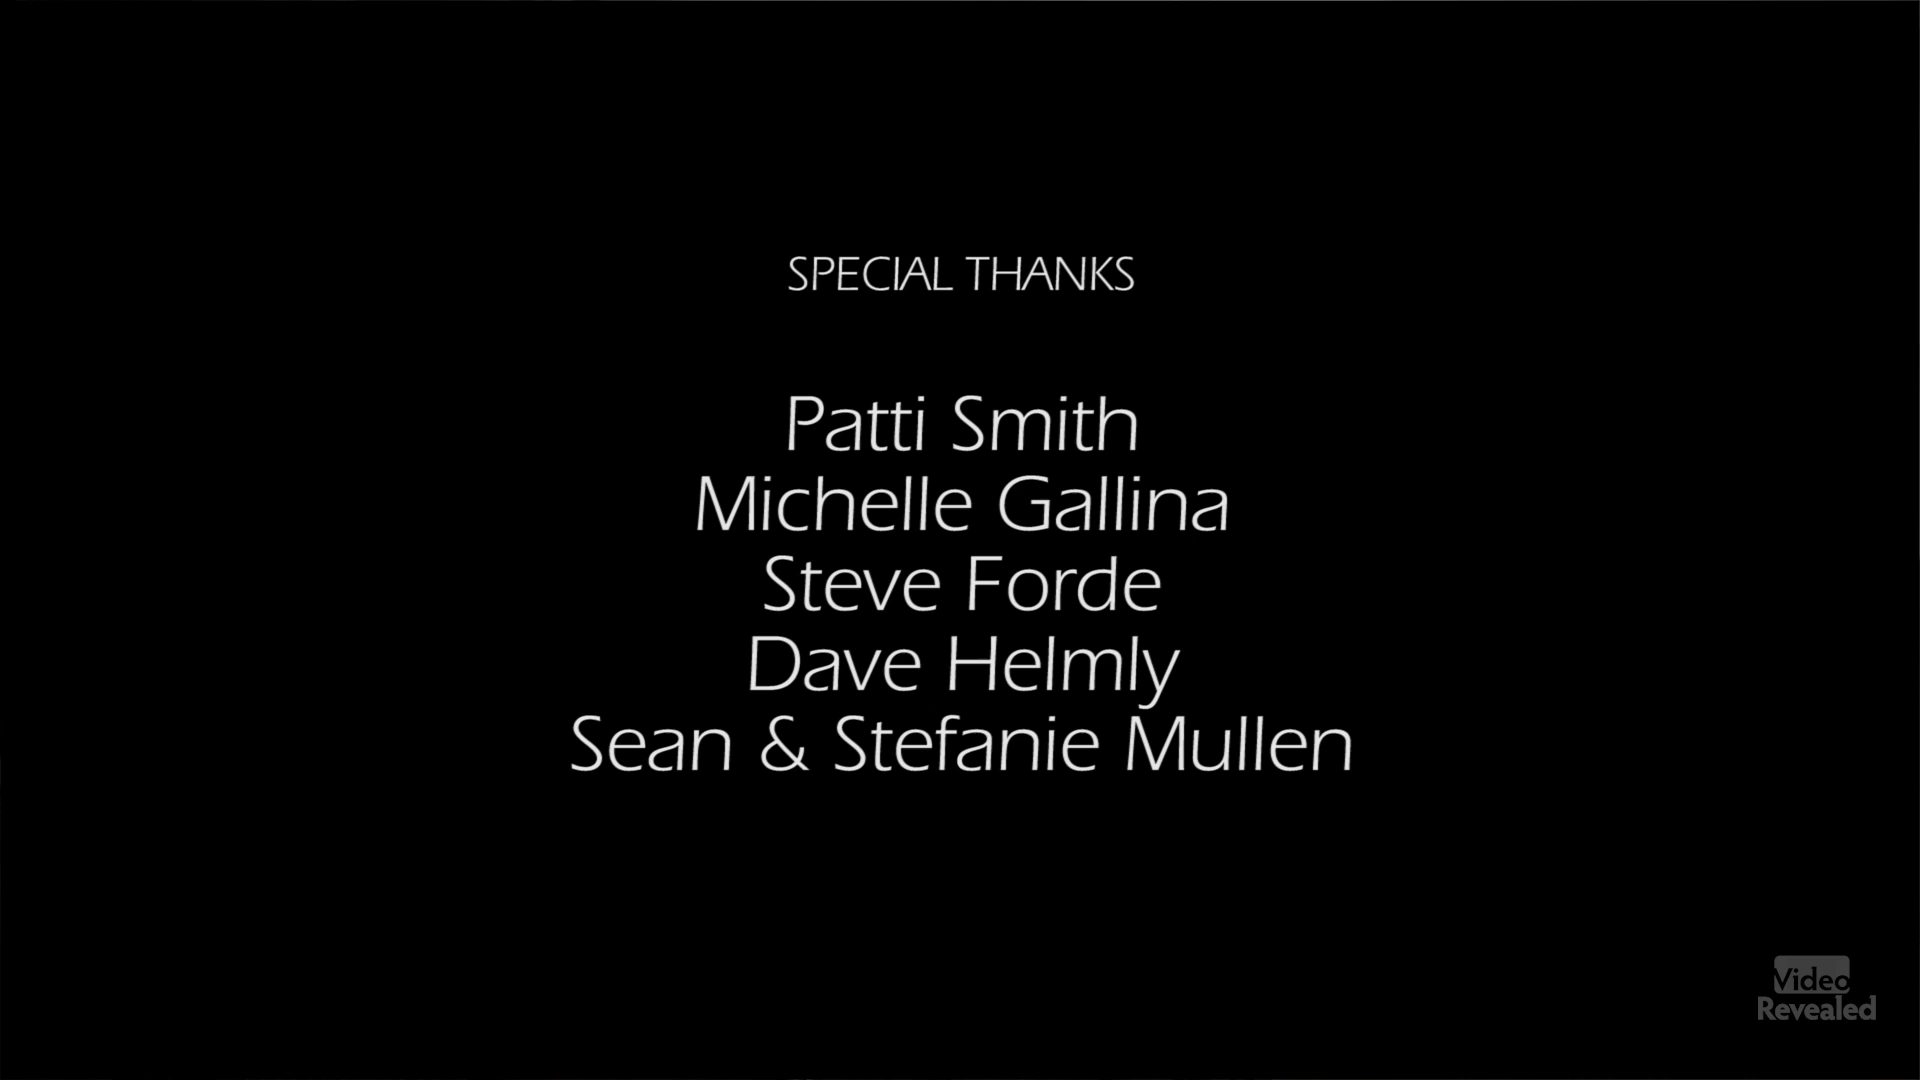 SPECIAL THANKS
Patti Smith
Michelle Gallina
Steve Forde
Dave Helmly
Sean & Stefanie Mullen
Video
Revealed